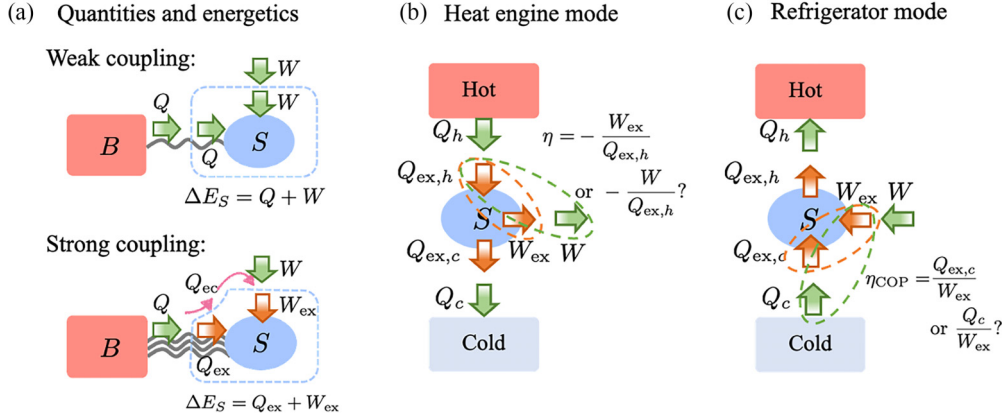 (a) Quantities and energetics
Weak coupling:
W
W
Q
B
Q
S
ΔE_S = Q + W
Strong coupling:
Q_ec
W
Q
W_ex
B
S
Q_ex
ΔE_S = Q_ex + W_ex
(b) Heat engine mode
Hot
Q_h
η = − W_ex / Q_ex,h
Q_ex,h
or − W / Q_ex,h ?
S
Q_ex,c
W_ex
W
Q_c
Cold
(c) Refrigerator mode
Hot
Q_h
Q_ex,h
W_ex
W
S
Q_ex,c
η_COP = Q_ex,c / W_ex
Q_c
or Q_c / W_ex ?
Cold